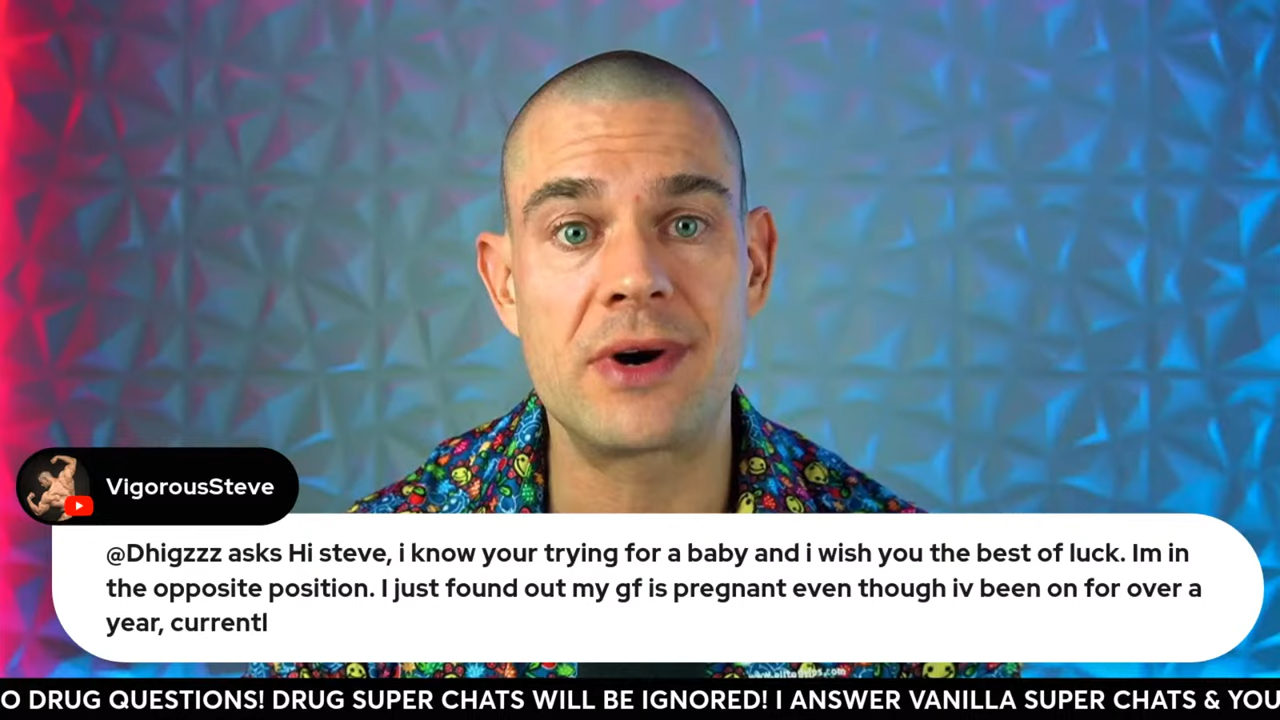 VigorousSteve
@Dhigzzz asks Hi steve, i know your trying for a baby and i wish you the best of luck. Im in
the opposite position. I just found out my gf is pregnant even though iv been on for over a
year, currentl
O DRUG QUESTIONS! DRUG SUPER CHATS WILL BE IGNORED! I ANSWER VANILLA SUPER CHATS & YOU